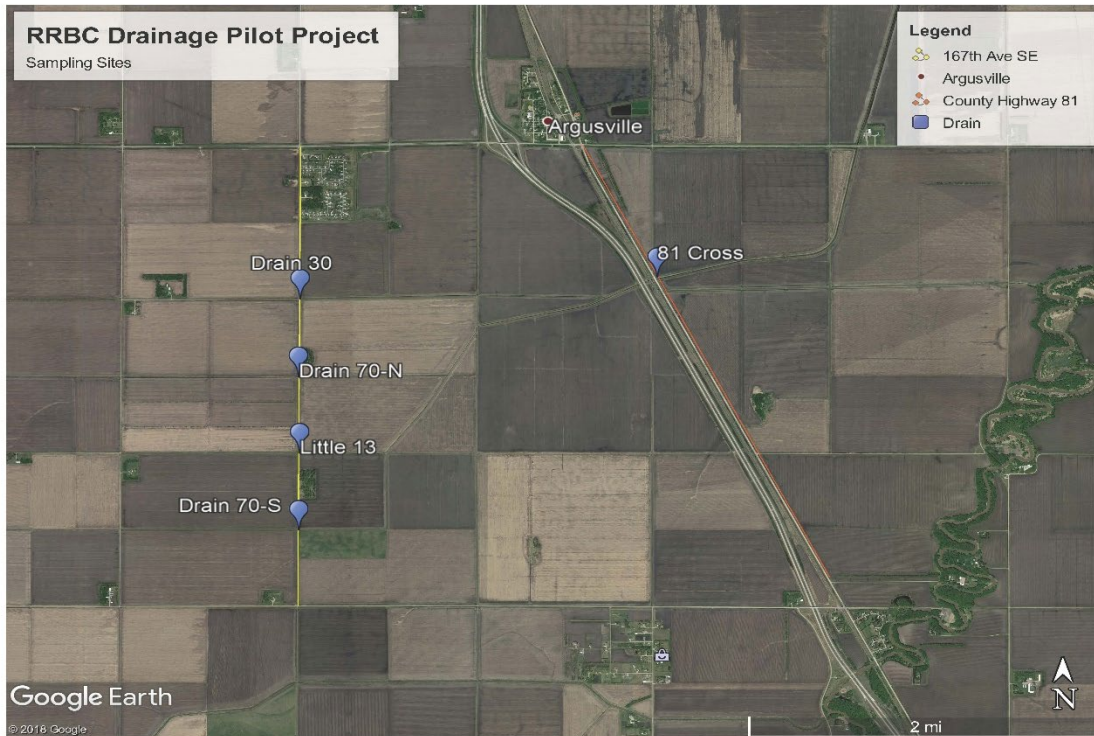 RRBC Drainage Pilot Project
Sampling Sites
Legend
167th Ave SE
Argusville
County Highway 81
Drain
Argusville
81 Cross
Drain 30
Drain 70-N
Little 13
Drain 70-S
Google Earth
© 2018 Google
N
2 mi